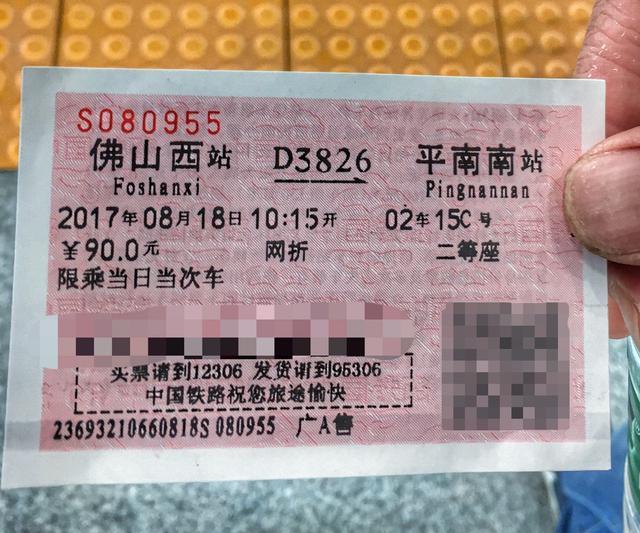 S080955
佛山西站 D3826 平南南站
Foshanxi Pingnannan
2017年08月18日10:15开 02车15C号
￥90.0元 网折 二等座
限乘当日当次车
买票请到12306 发货请到95306
中国铁路祝您旅途愉快
23693210660818S080955 广A售